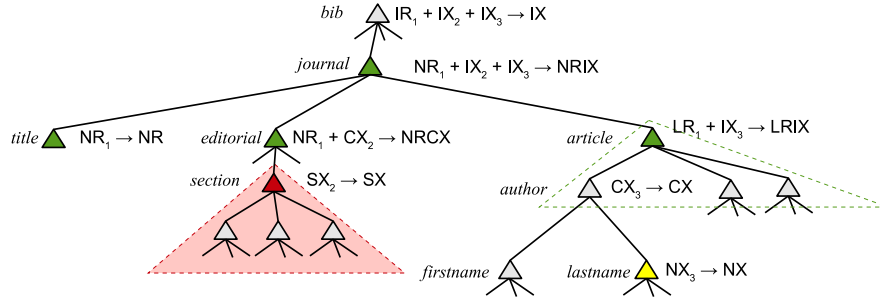 bib IR₁ + IX₂ + IX₃ → IX
journal NR₁ + IX₂ + IX₃ → NRIX
title NR₁ → NR
editorial NR₁ + CX₂ → NRCX
article LR₁ + IX₃ → LRIX
section SX₂ → SX
author CX₃ → CX
firstname
lastname NX₃ → NX